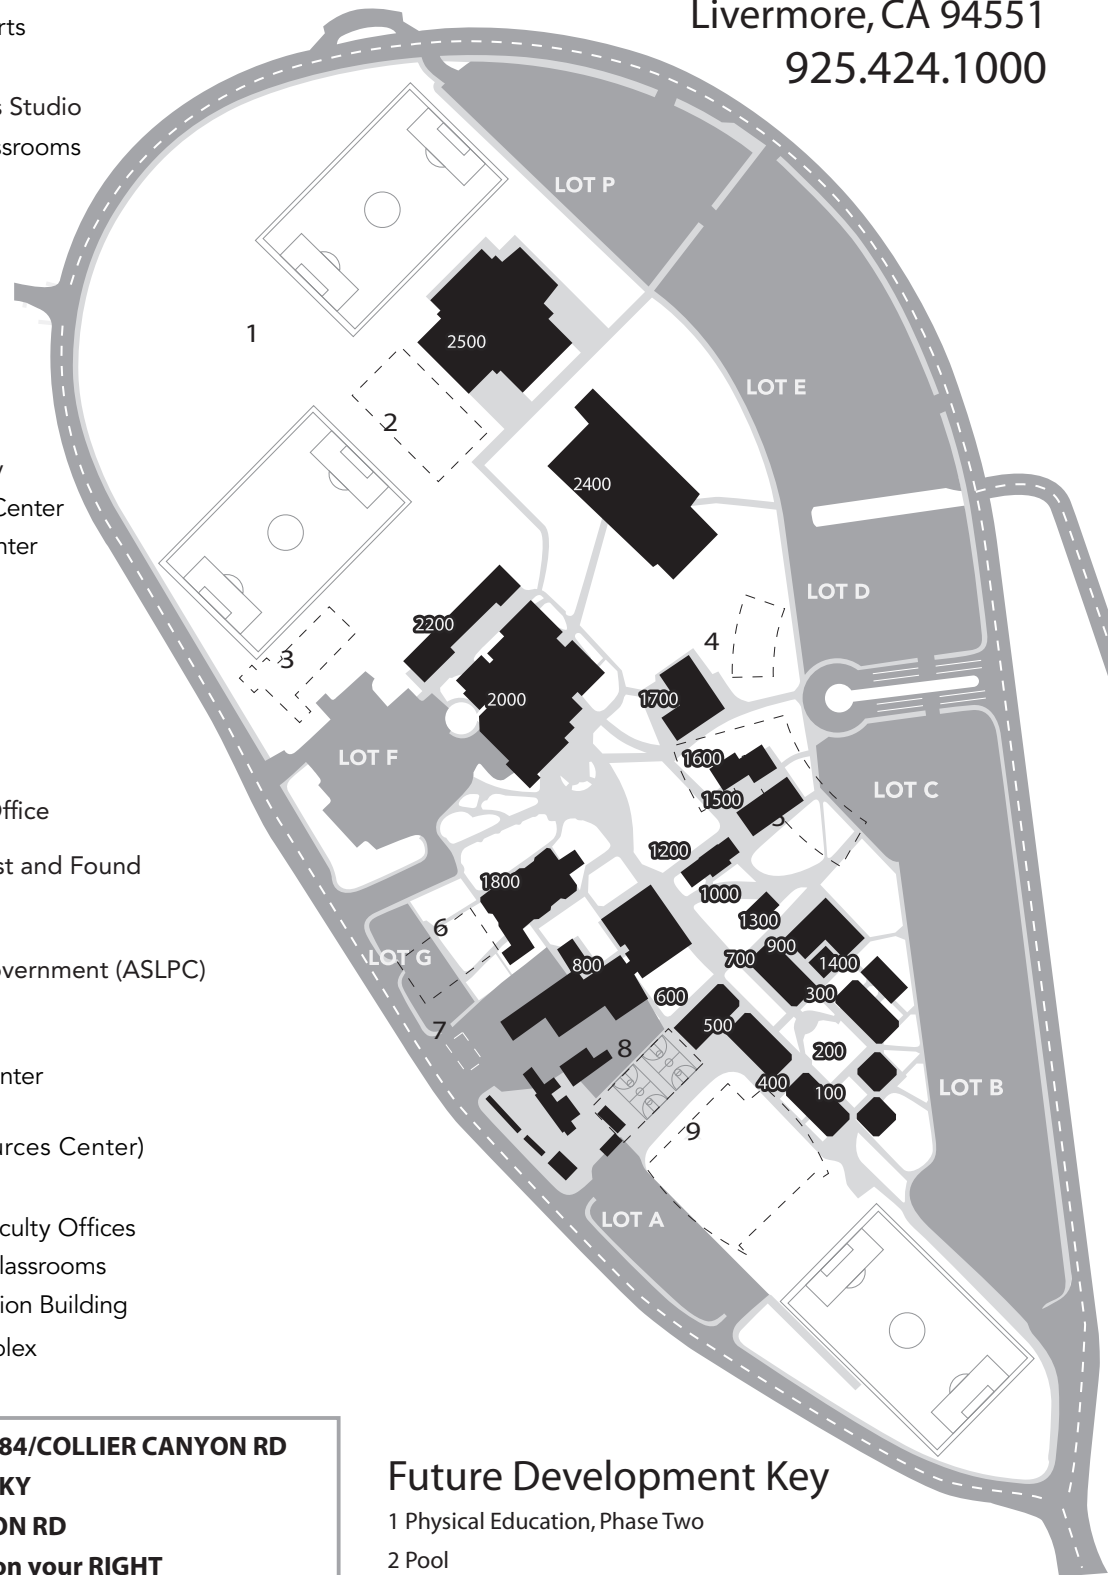 Livermore, CA 94551
925.424.1000
rts
s Studio
ssrooms
y
Center
nter
Office
st and Found
overnment (ASLPC)
nter
urces Center)
culty Offices
lassrooms
ion Building
plex
84/COLLIER CANYON RD
KY
ON RD
on your RIGHT
LOT P
1
2500
LOT E
2
2400
LOT D
2200
4
3
2000
1700
LOT F
1600
LOT C
1500
5
1200
1800
1000
1300
6
900
LOT G
800
700
1400
300
600
7
500
8
200
400
100
LOT B
9
LOT A
Future Development Key
1 Physical Education, Phase Two
2 Pool